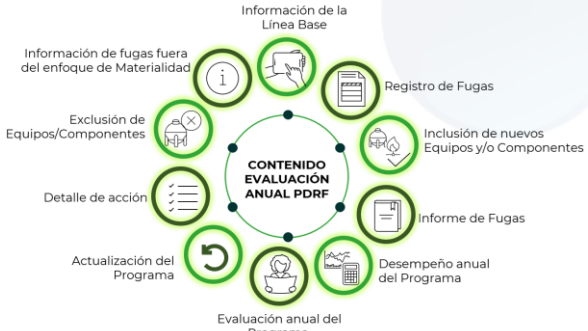 Información de la
Línea Base
Registro de Fugas
Inclusión de nuevos
Equipos y/o Componentes
Informe de Fugas
Desempeño anual
del Programa
Evaluación anual del
Programa
Actualización del
Programa
Detalle de acción
Exclusión de
Equipos/Componentes
Información de fugas fuera
del enfoque de Materialidad
CONTENIDO
EVALUACIÓN
ANUAL PDRF